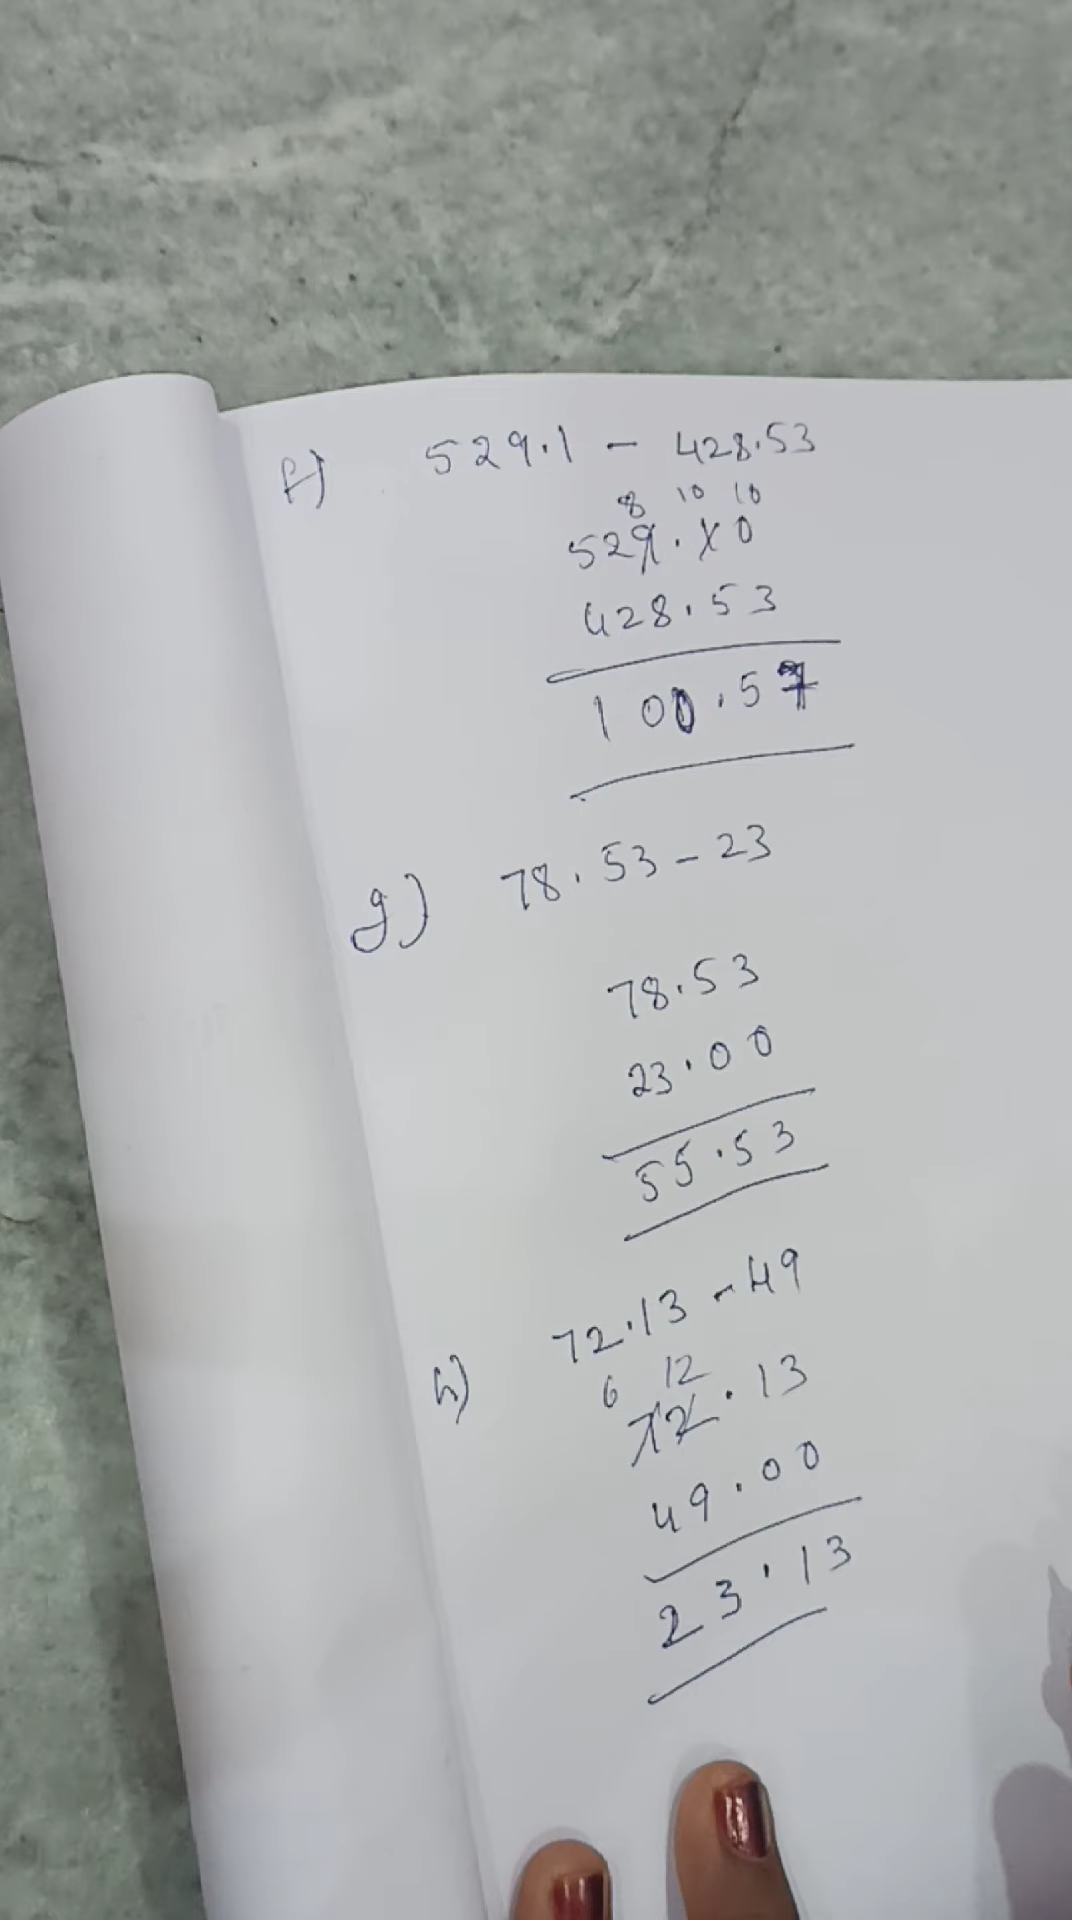 f) 529.1 - 428.53
8 10 10
529.10
428.53
100.57
g) 78.53 - 23
78.53
23.00
55.53
h) 72.13 - 49
6 12
72.13
49.00
23.13